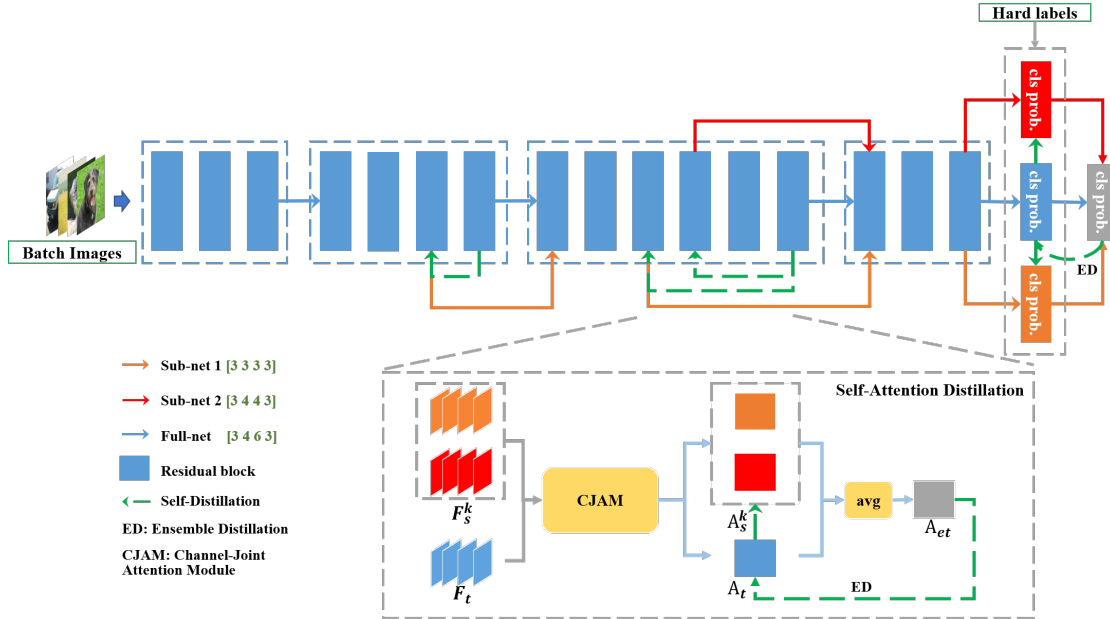 Hard labels
cls prob.
cls prob.
cls prob.
cls prob.
Batch Images
ED
Sub-net 1 [3 3 3 3]
Sub-net 2 [3 4 4 3]
Full-net [3 4 6 3]
Residual block
Self-Distillation
ED: Ensemble Distillation
CJAM: Channel-Joint
Attention Module
Self-Attention Distillation
F_s^k
CJAM
A_s^k
avg
A_et
F_t
A_t
ED